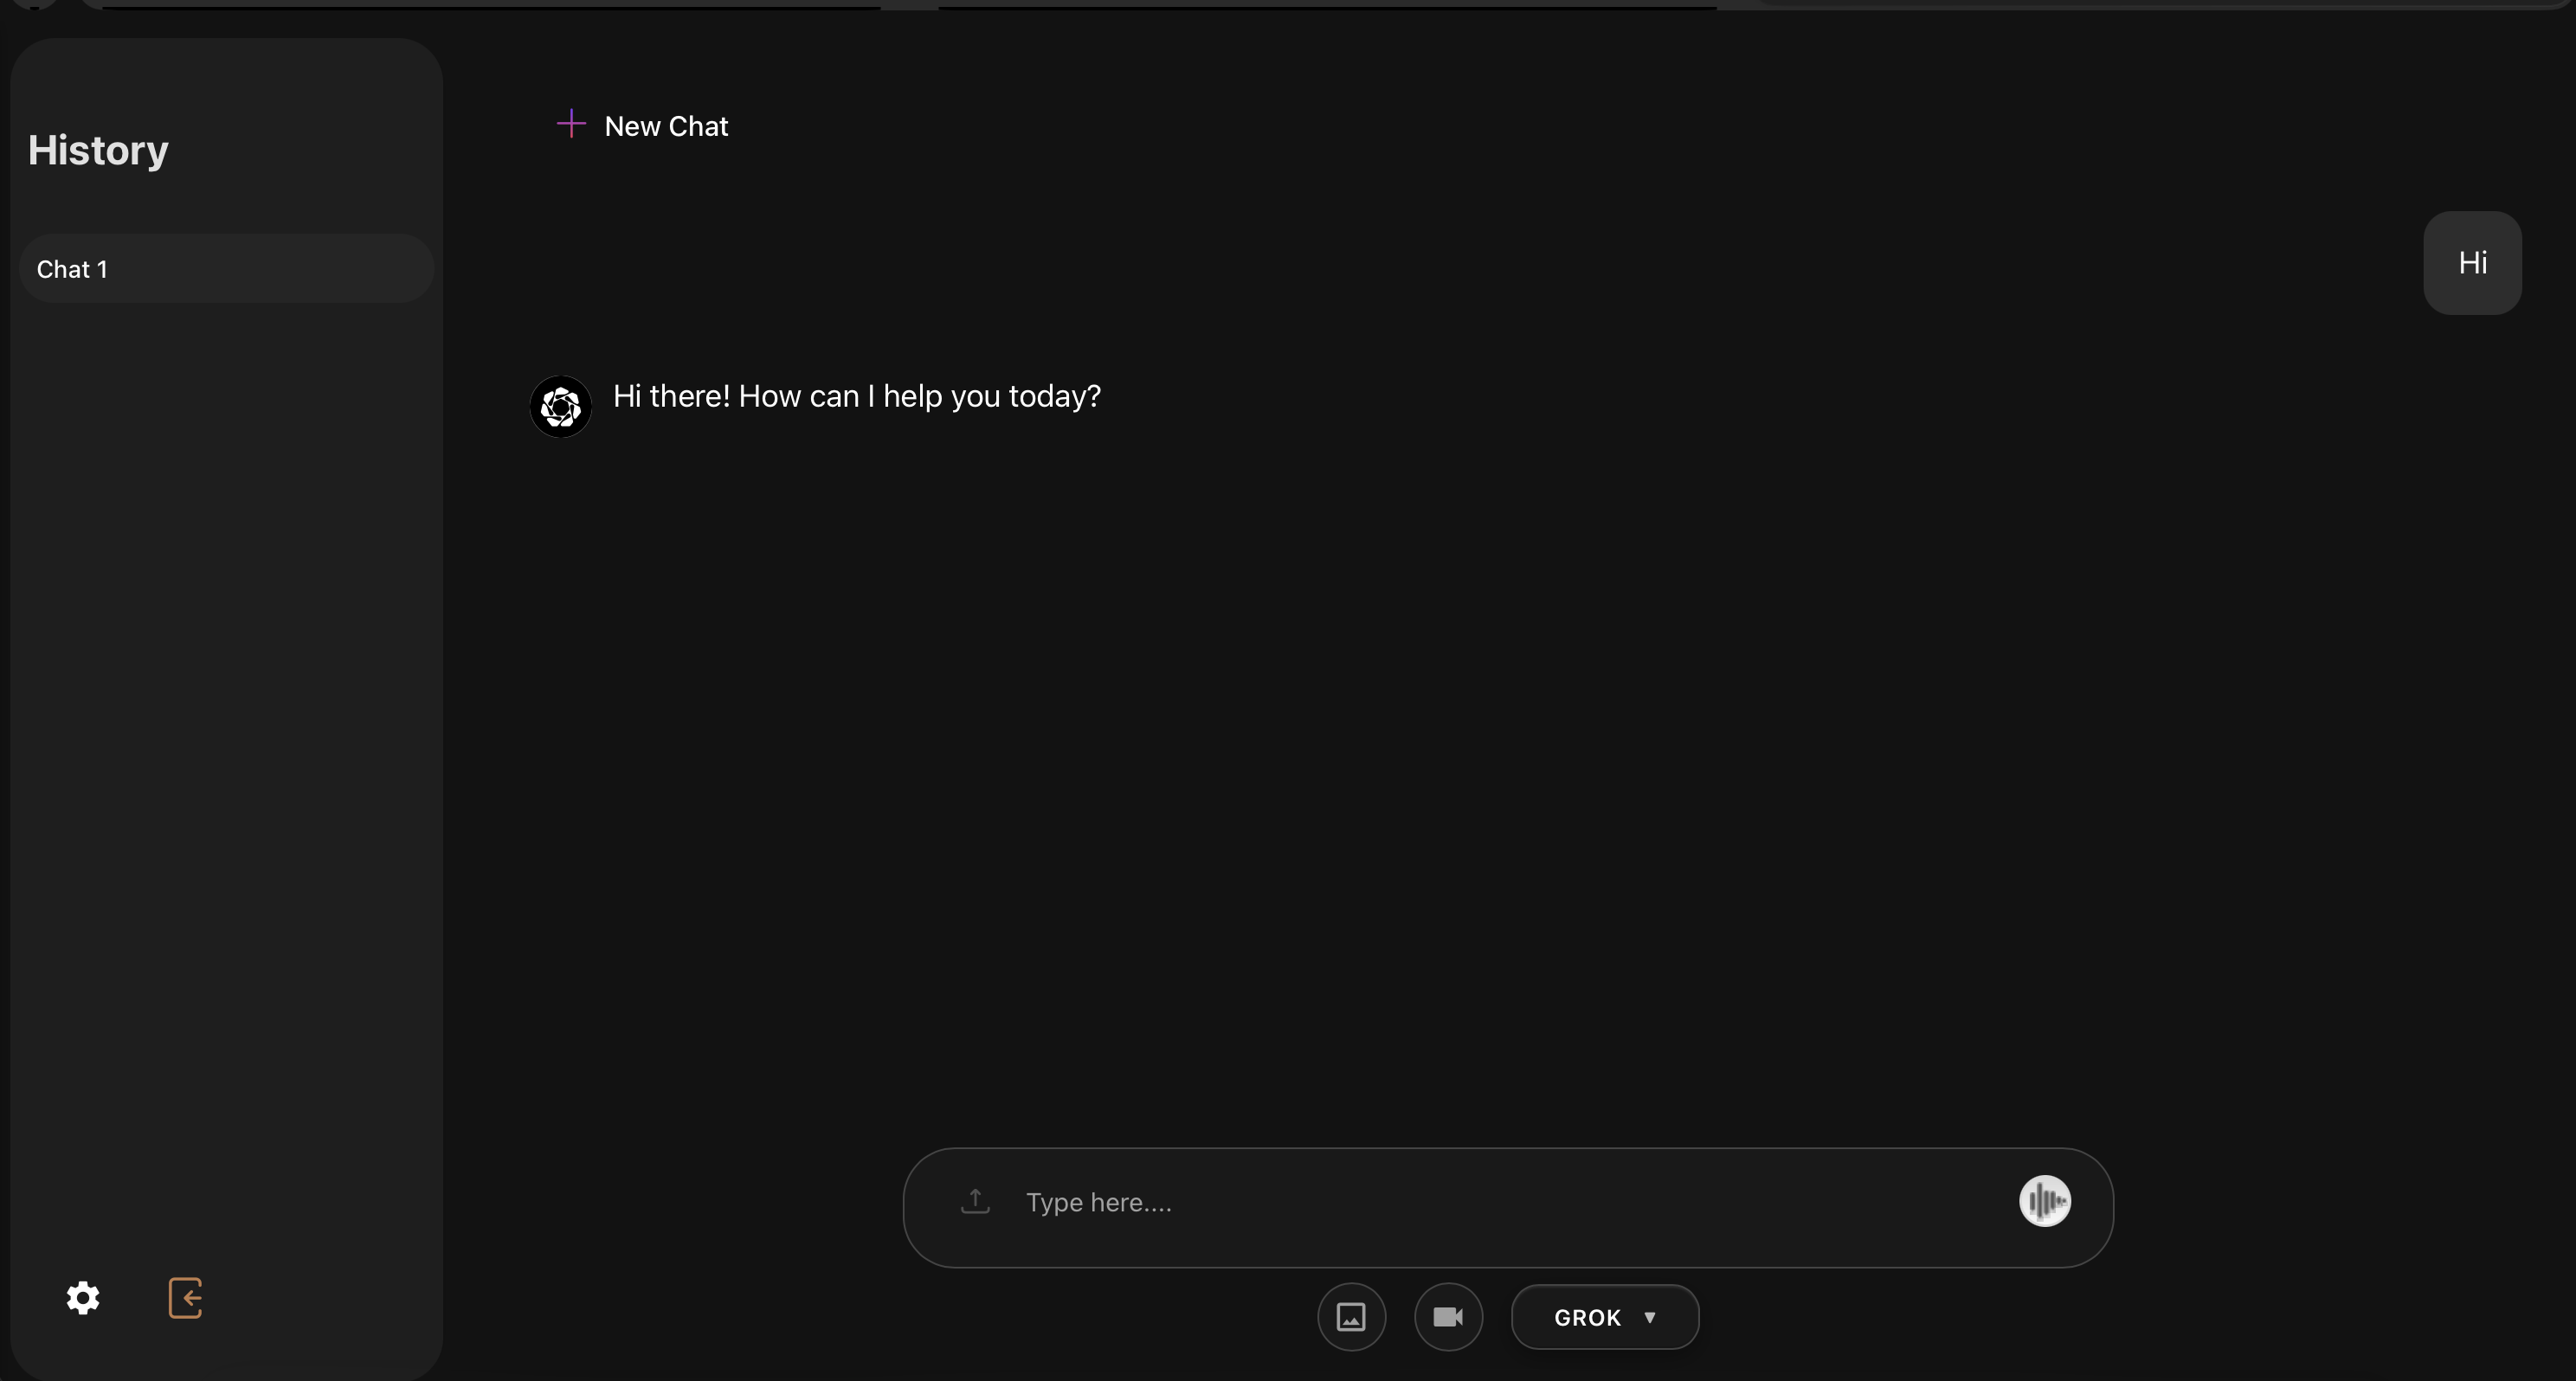 History
Chat 1
New Chat
Hi
Hi there! How can I help you today?
Type here....
GROK ▼